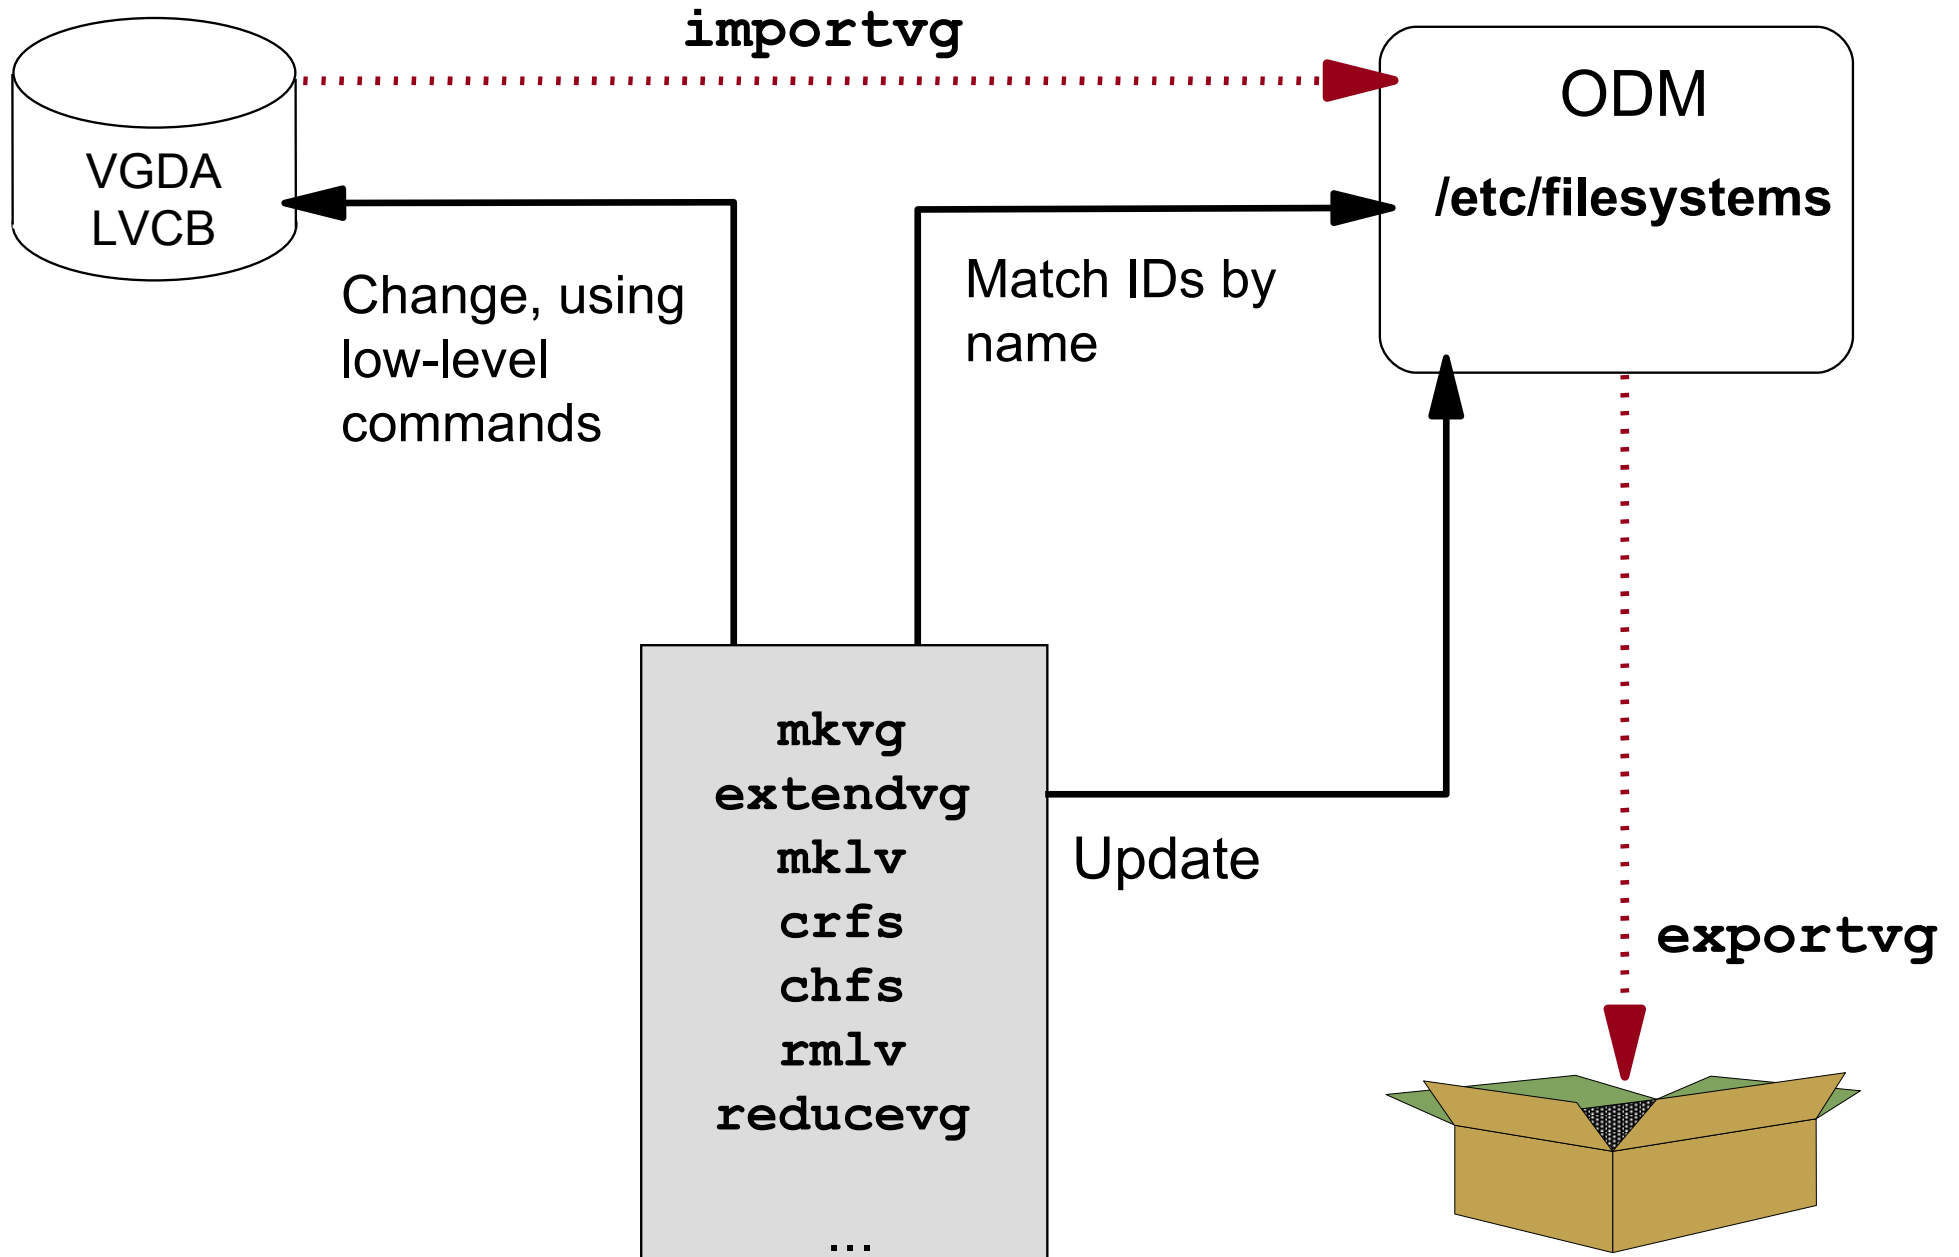 importvg
ODM
/etc/filesystems
VGDA
LVCB
Change, using
low-level
commands
Match IDs by
name
mkvg
extendvg
mklv
crfs
chfs
rmlv
reducevg
...
Update
exportvg